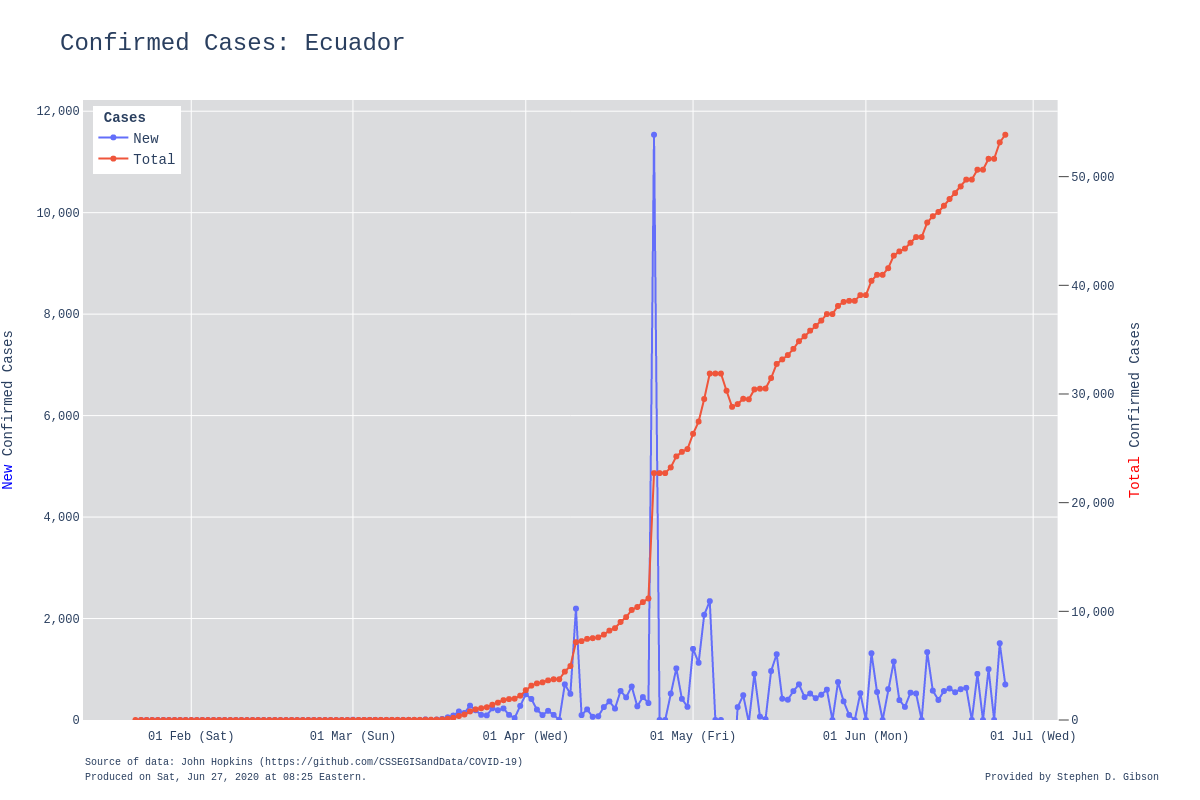 Confirmed Cases: Ecuador
Cases
New
Total
12,000
10,000
8,000
6,000
4,000
2,000
0
New Confirmed Cases
50,000
40,000
30,000
20,000
10,000
0
Total Confirmed Cases
01 Feb (Sat)
01 Mar (Sun)
01 Apr (Wed)
01 May (Fri)
01 Jun (Mon)
01 Jul (Wed)
Source of data: John Hopkins (https://github.com/CSSEGISandData/COVID-19)
Produced on Sat, Jun 27, 2020 at 08:25 Eastern.
Provided by Stephen D. Gibson